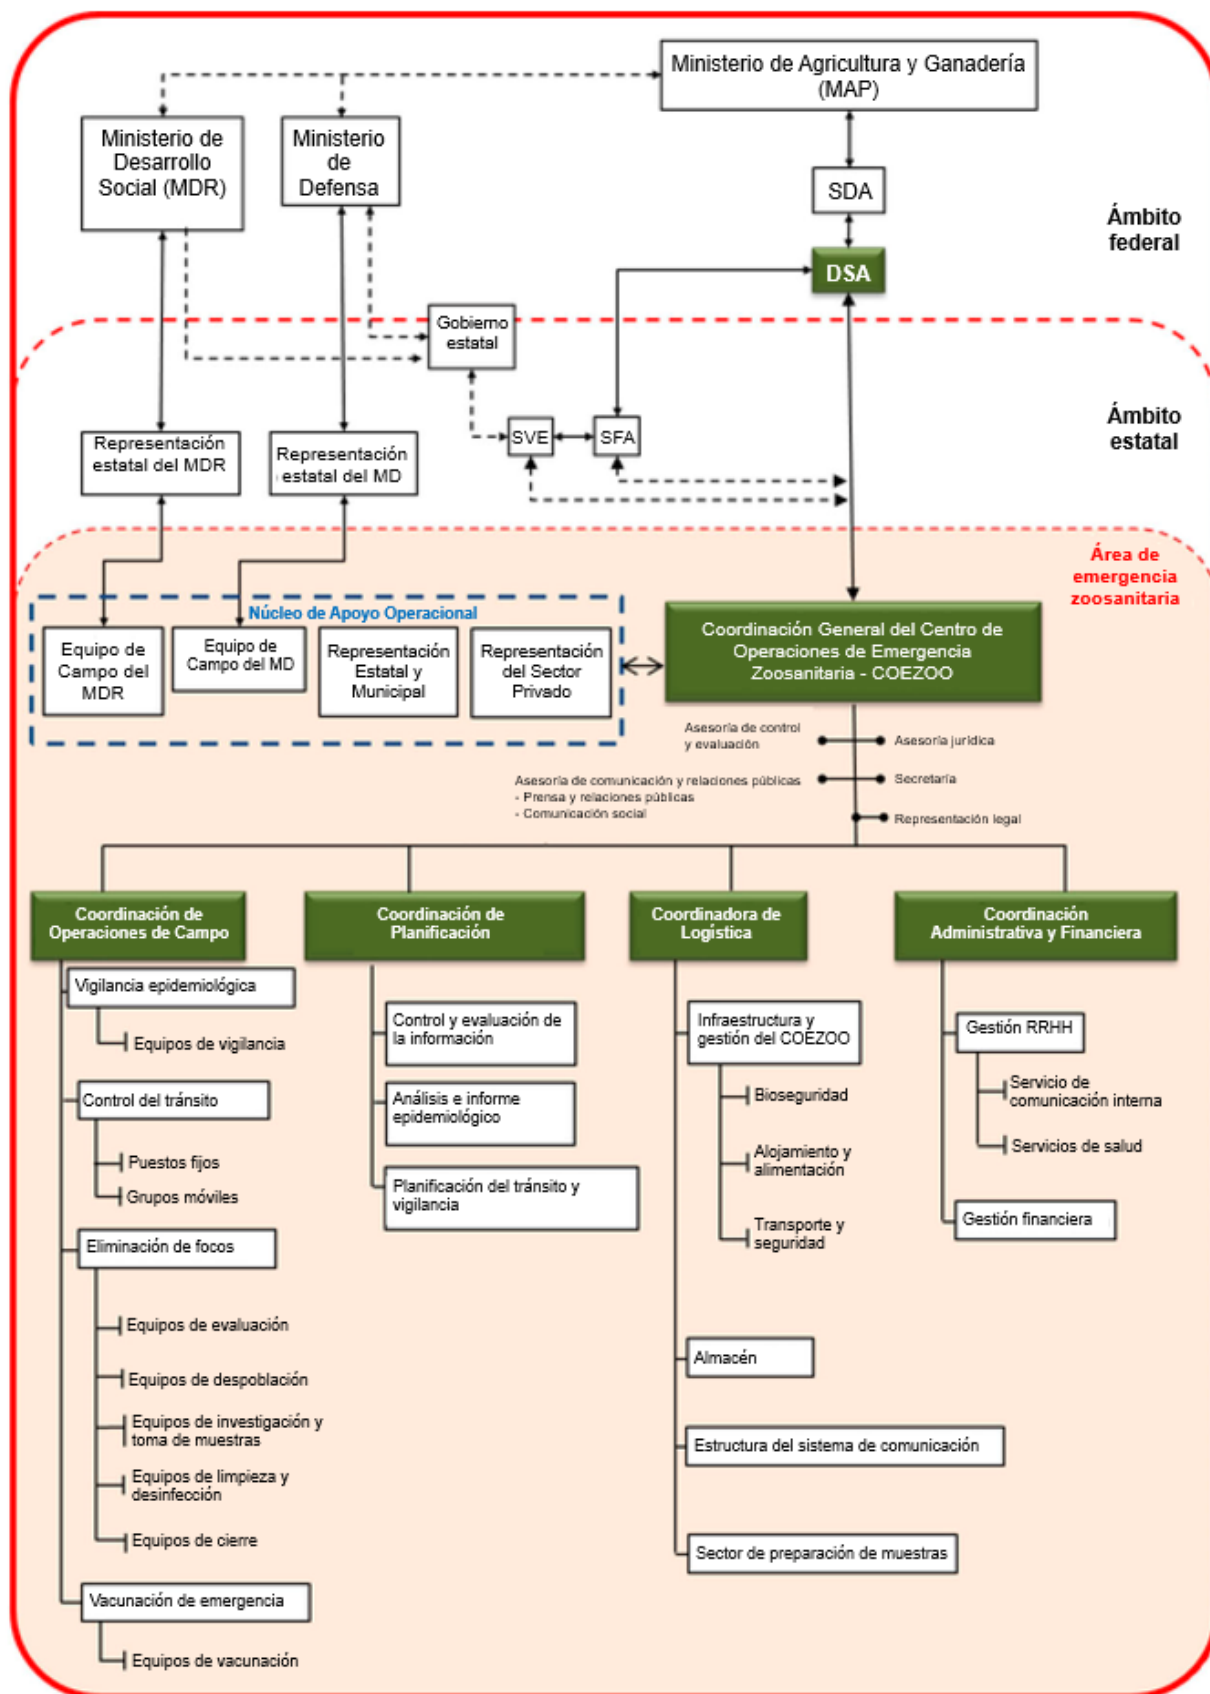 Ministerio de Agricultura y Ganadería
(MAP)
Ministerio de
Desarrollo
Social (MDR)
Ministerio
de
Defensa
SDA
Ámbito
federal
DSA
Gobierno
estatal
Ámbito
estatal
SVE
SFA
Representación
estatal del MDR
Representación
estatal del MD
Área de
emergencia
zoosanitaria
Núcleo de Apoyo Operacional
Equipo de
Campo del
MDR
Equipo de
Campo del MD
Representación
Estatal y
Municipal
Representación
del Sector
Privado
Coordinación General del Centro de
Operaciones de Emergencia
Zoosanitaria - COEZOO
Asesoría de control
y evaluación
Asesoría jurídica
Asesoría de comunicación y relaciones públicas
- Prensa y relaciones públicas
- Comunicación social
Secretaría
Representación legal
Coordinación de
Operaciones de Campo
Coordinación de
Planificación
Coordinadora de
Logística
Coordinación
Administrativa y Financiera
Vigilancia epidemiológica
Equipos de vigilancia
Control del tránsito
Puestos fijos
Grupos móviles
Eliminación de focos
Equipos de evaluación
Equipos de despoblación
Equipos de investigación y
toma de muestras
Equipos de limpieza y
desinfección
Equipos de cierre
Vacunación de emergencia
Equipos de vacunación
Control y evaluación de
la información
Análisis e informe
epidemiológico
Planificación del tránsito y
vigilancia
Infraestructura y
gestión del COEZOO
Bioseguridad
Alojamiento y
alimentación
Transporte y
seguridad
Almacén
Estructura del sistema de comunicación
Sector de preparación de muestras
Gestión RRHH
Servicio de
comunicación interna
Servicios de salud
Gestión financiera